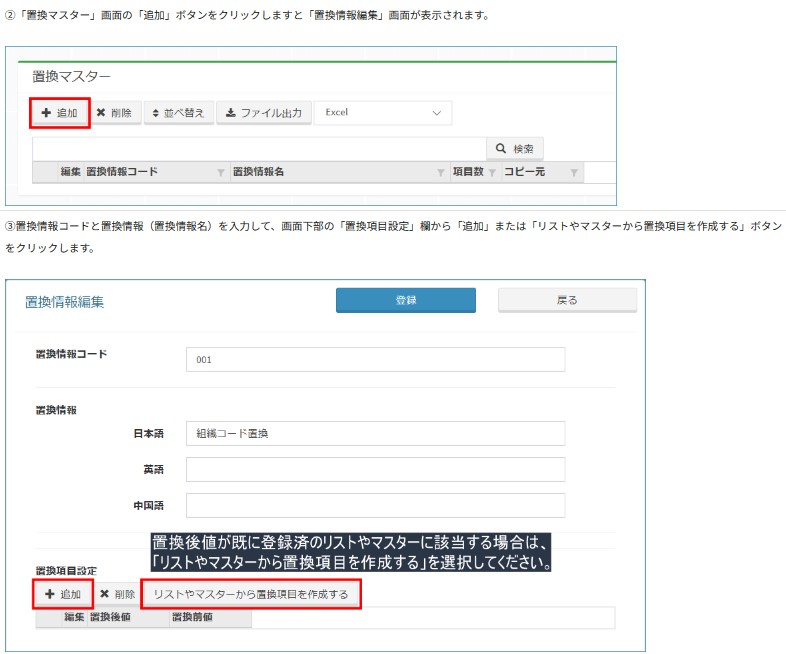 ②「置換マスター」画面の「追加」ボタンをクリックしますと「置換情報編集」画面が表示されます。
置換マスター
追加 削除 並べ替え ファイル出力 Excel
検索
編集 置換情報コード 置換情報名 項目数 コピー元
③置換情報コードと置換情報（置換情報名）を入力して、画面下部の「置換項目設定」欄から「追加」または「リストやマスターから置換項目を作成する」ボタン
をクリックします。
置換情報編集 登録 戻る
置換情報コード 001
置換情報
日本語 組織コード置換
英語
中国語
置換後値が既に登録済のリストやマスターに該当する場合は、
「リストやマスターから置換項目を作成する」を選択してください。
置換項目設定
追加 削除 リストやマスターから置換項目を作成する
編集 置換後値 置換前値